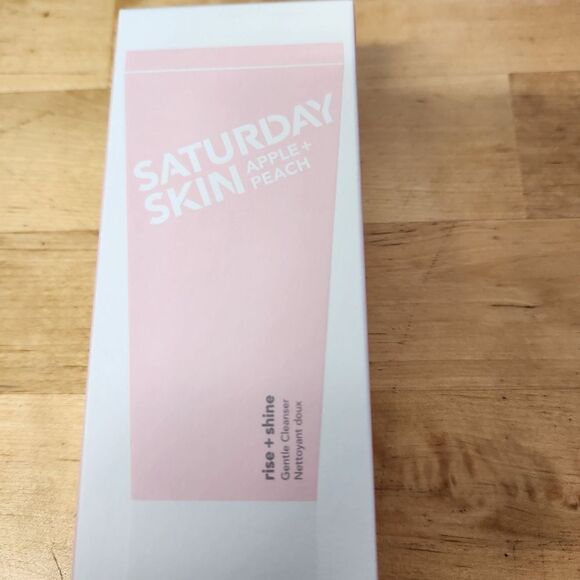 SATURDAY
SKIN APPLE +
PEACH
rise + shine
Gentle Cleanser
Nettoyant doux